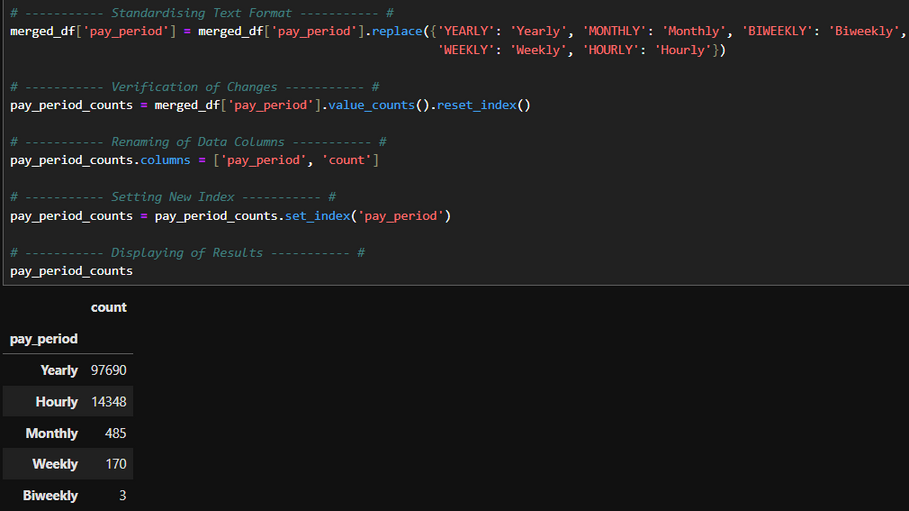 # ----------- Standardising Text Format ----------- #
merged_df['pay_period'] = merged_df['pay_period'].replace({'YEARLY': 'Yearly', 'MONTHLY': 'Monthly', 'BIWEEKLY': 'Biweekly',
'WEEKLY': 'Weekly', 'HOURLY': 'Hourly'})
# ----------- Verification of Changes ----------- #
pay_period_counts = merged_df['pay_period'].value_counts().reset_index()
# ----------- Renaming of Data Columns ----------- #
pay_period_counts.columns = ['pay_period', 'count']
# ----------- Setting New Index ----------- #
pay_period_counts = pay_period_counts.set_index('pay_period')
# ----------- Displaying of Results ----------- #
pay_period_counts
count
pay_period
Yearly 97690
Hourly 14348
Monthly 485
Weekly 170
Biweekly 3